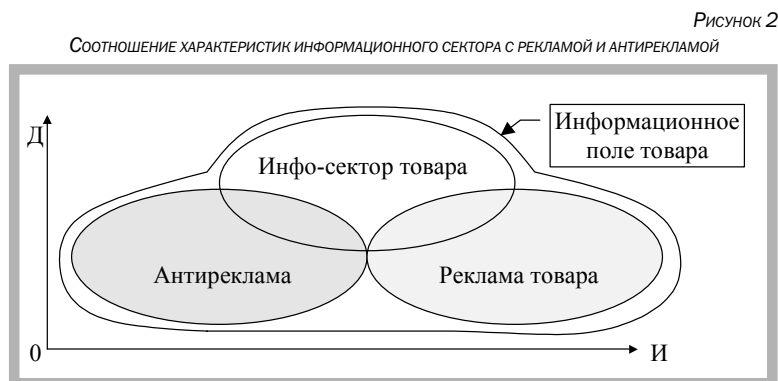 Рисунок 2
Соотношение характеристик информационного сектора с рекламой и антирекламой
Д
Информационное
поле товара
Инфо-сектор товара
Антиреклама
Реклама товара
0
И